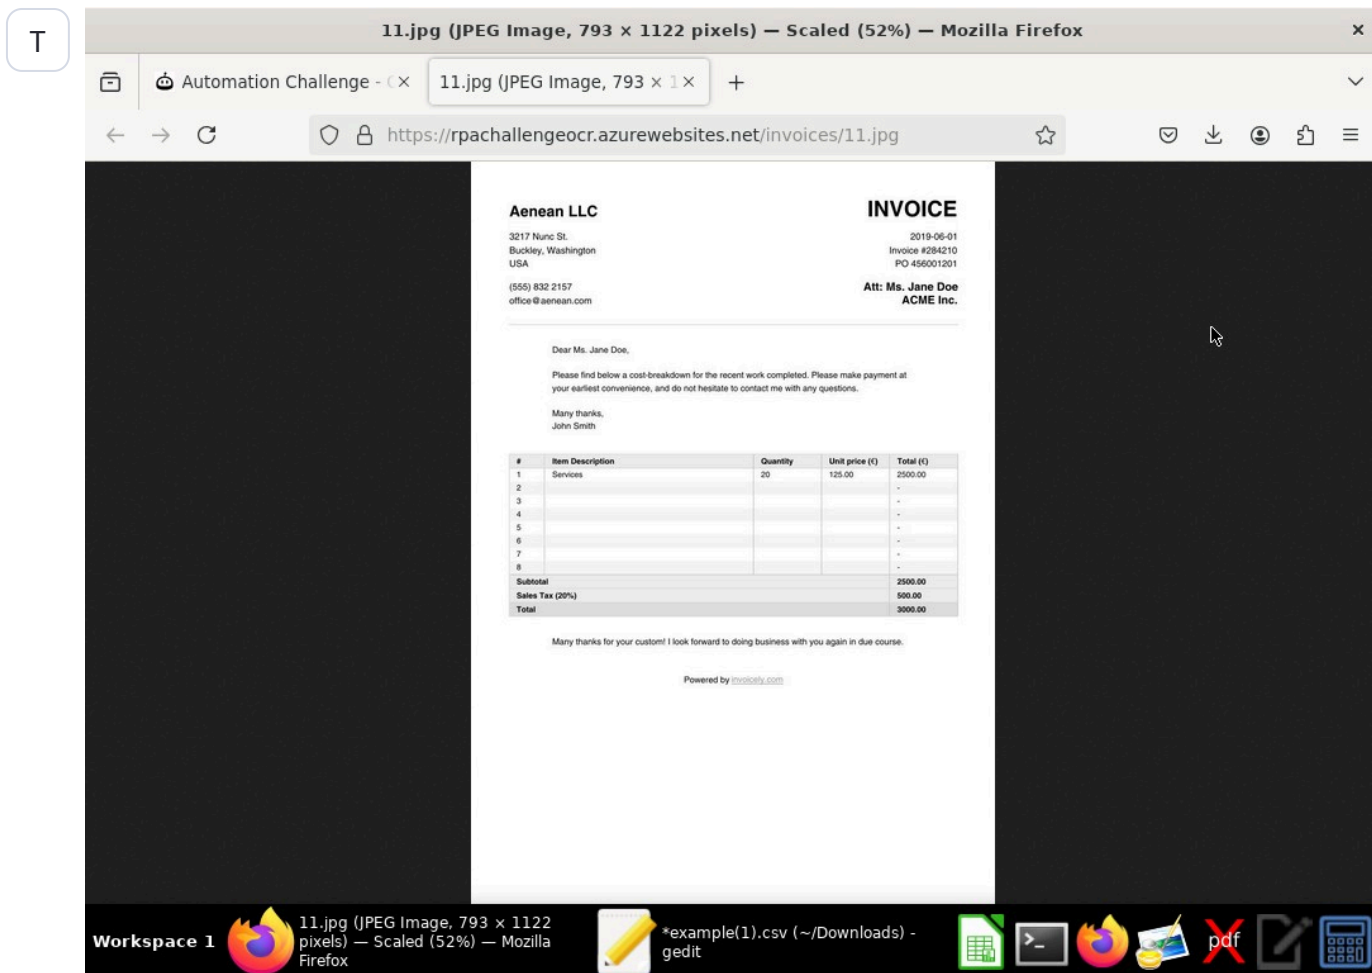 T
11.jpg (JPEG Image, 793 × 1122 pixels) — Scaled (52%) — Mozilla Firefox
Automation Challenge -
11.jpg (JPEG Image, 793 × 1
https://rpachallengeocr.azurewebsites.net/invoices/11.jpg
Aenean LLC
INVOICE
3217 Nunc St.
2019-06-01
Buckley, Washington
Invoice #284210
USA
PO 456001201
(555) 832 2157
Att: Ms. Jane Doe
office@aenean.com
ACME Inc.
Dear Ms. Jane Doe,
Please find below a cost-breakdown for the recent work completed. Please make payment at
your earliest convenience, and do not hesitate to contact me with any questions.
Many thanks,
John Smith
# Item Description Quantity Unit price (€) Total (€)
1 Services 20 125.00 2500.00
2 -
3 -
4 -
5 -
6 -
7 -
8 -
Subtotal 2500.00
Sales Tax (20%) 500.00
Total 3000.00
Many thanks for your custom! I look forward to doing business with you again in due course.
Powered by invoicely.com
Workspace 1
11.jpg (JPEG Image, 793 × 1122
pixels) — Scaled (52%) — Mozilla
Firefox
*example(1).csv (~/Downloads) -
gedit
pdf